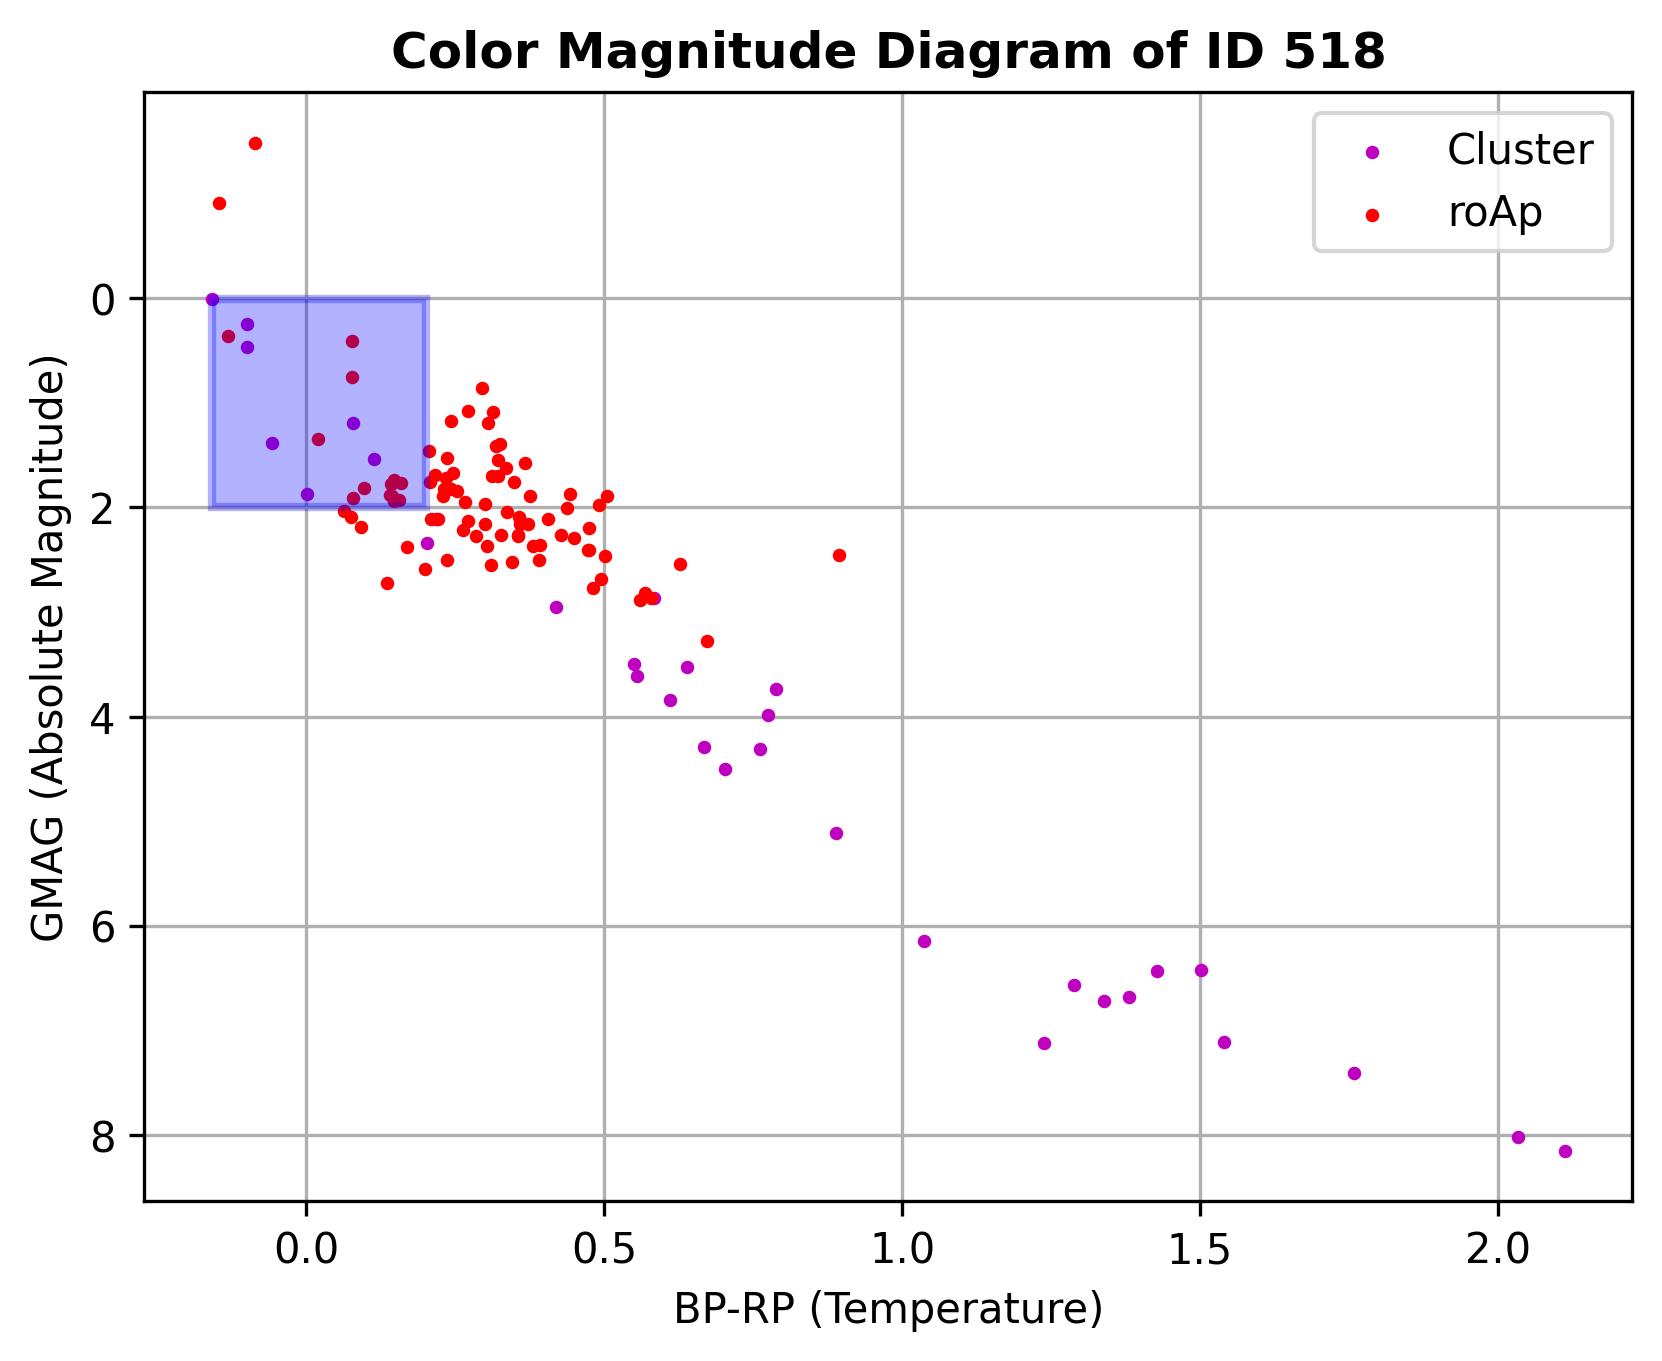 Color Magnitude Diagram of ID 518
Cluster
roAp
GMAG (Absolute Magnitude)
0
2
4
6
8
0.0 0.5 1.0 1.5 2.0
BP-RP (Temperature)